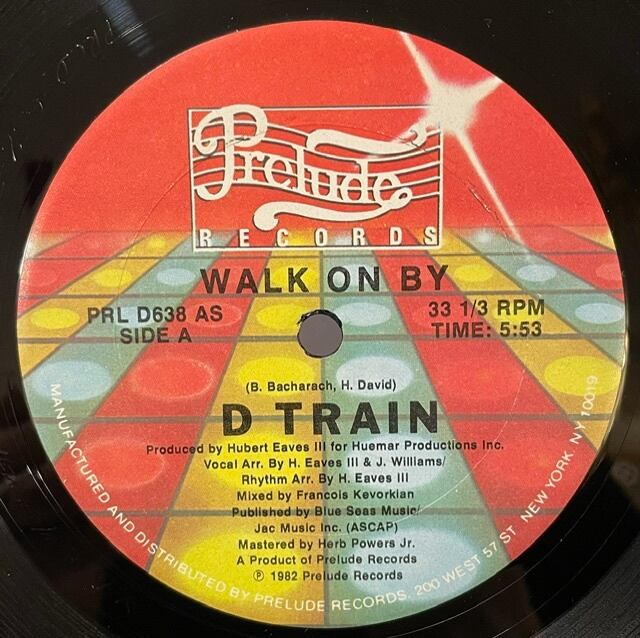 Prelude
RECORDS
WALK ON BY
PRL D638 AS
SIDE A
33 1/3 RPM
TIME: 5:53
(B. Bacharach, H. David)
D TRAIN
Produced by Hubert Eaves III for Huemar Productions Inc.
Vocal Arr. By H. Eaves III & J. Williams/
Rhythm Arr. By H. Eaves III
Mixed by Francois Kevorkian
Published by Blue Seas Music/
Jac Music Inc. (ASCAP)
Mastered by Herb Powers Jr.
A Product of Prelude Records
℗ 1982 Prelude Records
MANUFACTURED AND DISTRIBUTED BY PRELUDE RECORDS, 200 WEST 57 ST. NEW YORK, NY 10019